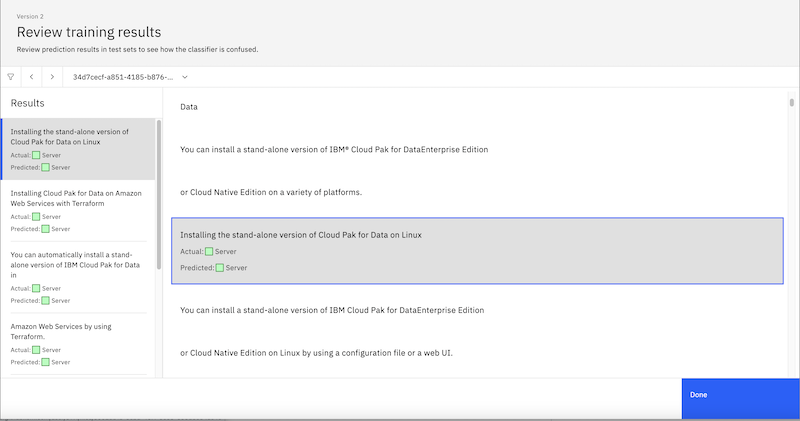 Version 2
Review training results
Review prediction results in test sets to see how the classifier is confused.
34d7cecf-a851-4185-b876-...
Results
Installing the stand-alone version of
Cloud Pak for Data on Linux
Actual: Server
Predicted: Server
Installing Cloud Pak for Data on Amazon
Web Services with Terraform
Actual: Server
Predicted: Server
You can automatically install a stand-
alone version of IBM Cloud Pak for Data
in
Actual: Server
Predicted: Server
Amazon Web Services by using
Terraform.
Actual: Server
Predicted: Server
Data
You can install a stand-alone version of IBM® Cloud Pak for DataEnterprise Edition
or Cloud Native Edition on a variety of platforms.
Installing the stand-alone version of Cloud Pak for Data on Linux
Actual: Server
Predicted: Server
You can install a stand-alone version of IBM Cloud Pak for DataEnterprise Edition
or Cloud Native Edition on Linux by using a configuration file or a web UI.
Done